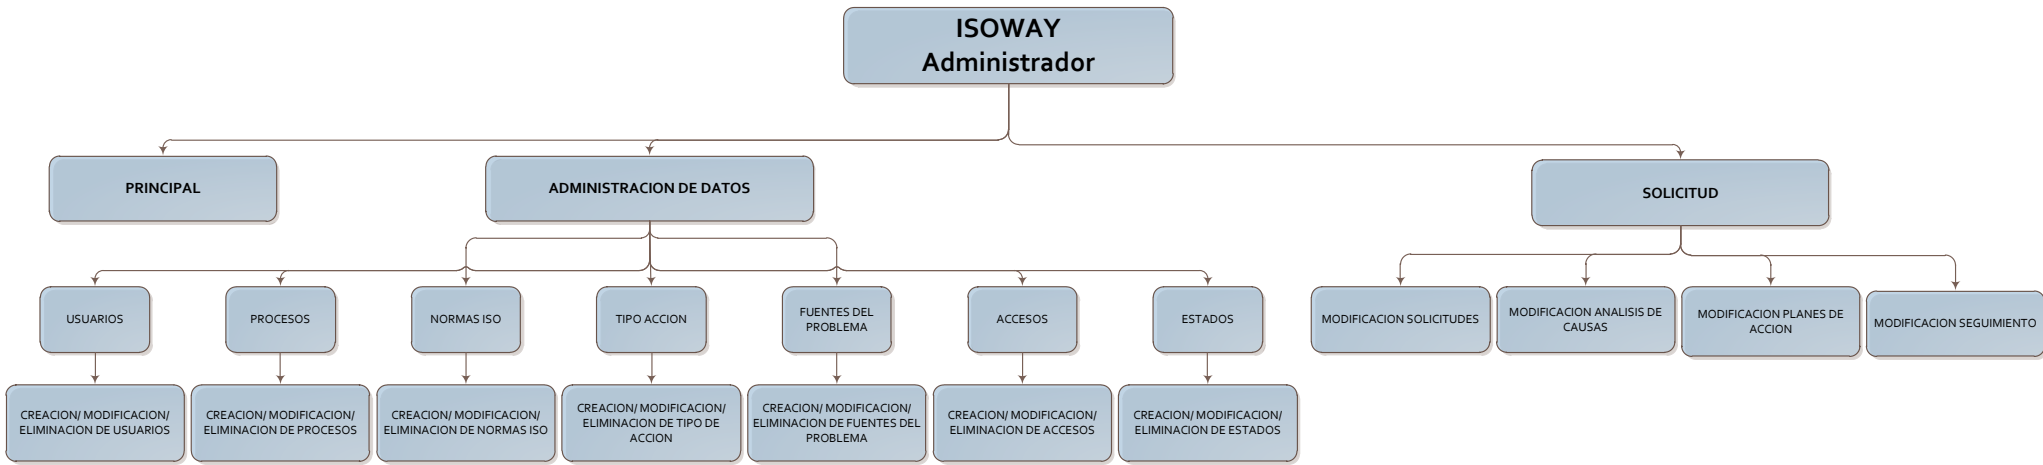 ISOWAY
Administrador
PRINCIPAL
ADMINISTRACION DE DATOS
SOLICITUD
USUARIOS
PROCESOS
NORMAS ISO
TIPO ACCION
FUENTES DEL
PROBLEMA
ACCESOS
ESTADOS
MODIFICACION SOLICITUDES
MODIFICACION ANALISIS DE
CAUSAS
MODIFICACION PLANES DE
ACCION
MODIFICACION SEGUIMIENTO
CREACION/ MODIFICACION/
ELIMINACION DE USUARIOS
CREACION/ MODIFICACION/
ELIMINACION DE PROCESOS
CREACION/ MODIFICACION/
ELIMINACION DE NORMAS ISO
CREACION/ MODIFICACION/
ELIMINACION DE TIPO DE
ACCION
CREACION/ MODIFICACION/
ELIMINACION DE FUENTES DEL
PROBLEMA
CREACION/ MODIFICACION/
ELIMINACION DE ACCESOS
CREACION/ MODIFICACION/
ELIMINACION DE ESTADOS